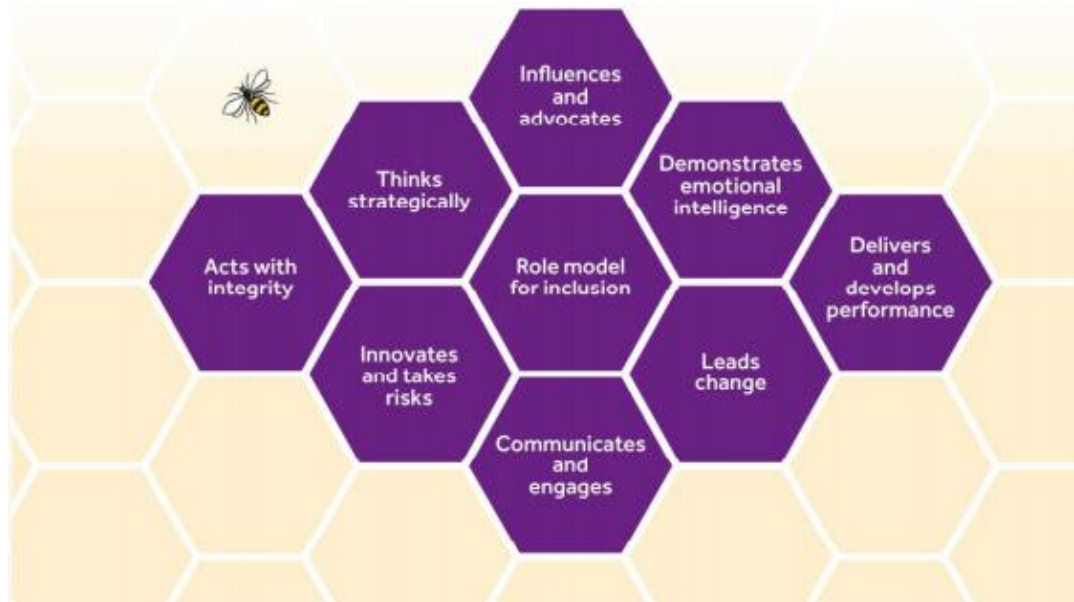 Influences
and
advocates
Thinks
strategically
Demonstrates
emotional
intelligence
Acts with
integrity
Role model
for inclusion
Delivers
and
develops
performance
Innovates
and takes
risks
Leads
change
Communicates
and
engages